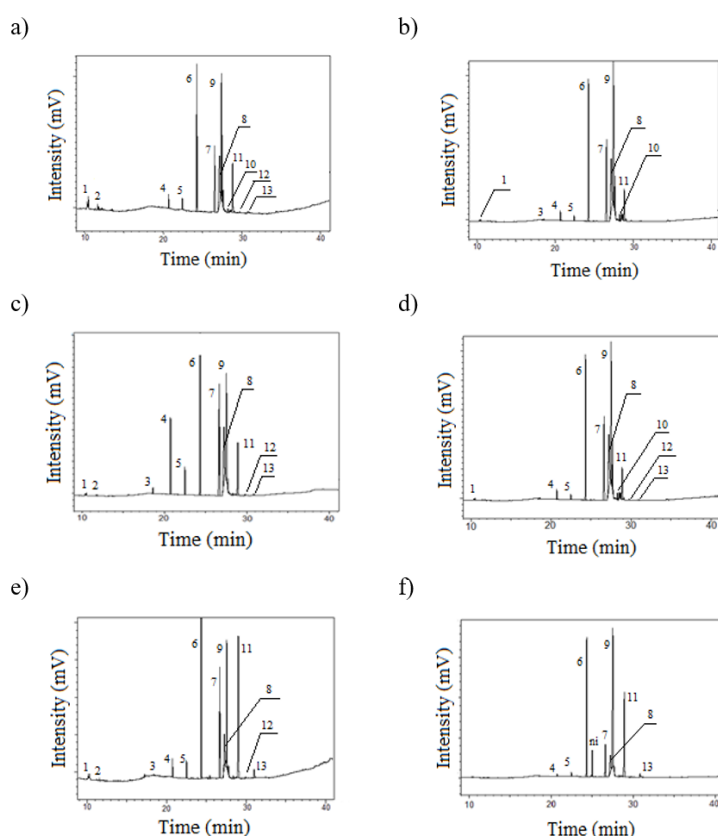 a)
Intensity (mV)
1 2 4 5 6 7 9 8 11 10 12 13
10 20 30 40
Time (min)
b)
Intensity (mV)
1 3 4 5 6 7 9 8 11 10
10 20 30 40
Time (min)
c)
Intensity (mV)
1 2 3 4 5 6 7 9 8 11 12 13
10 20 30 40
Time (min)
d)
Intensity (mV)
1 4 5 6 7 9 8 11 10 12 13
10 20 30 40
Time (min)
e)
Intensity (mV)
1 2 3 4 5 6 7 9 8 11 12 13
10 20 30 40
Time (min)
f)
Intensity (mV)
4 5 6 ni 7 9 8 11 13
10 20 30 40
Time (min)